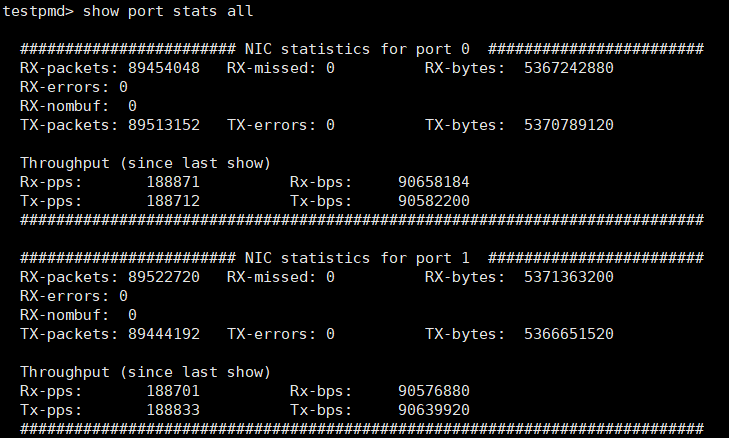 testpmd> show port stats all
######################## NIC statistics for port 0 ########################
RX-packets: 89454048 RX-missed: 0 RX-bytes: 5367242880
RX-errors: 0
RX-nombuf: 0
TX-packets: 89513152 TX-errors: 0 TX-bytes: 5370789120
Throughput (since last show)
Rx-pps: 188871 Rx-bps: 90658184
Tx-pps: 188712 Tx-bps: 90582200
############################################################################
######################## NIC statistics for port 1 ########################
RX-packets: 89522720 RX-missed: 0 RX-bytes: 5371363200
RX-errors: 0
RX-nombuf: 0
TX-packets: 89444192 TX-errors: 0 TX-bytes: 5366651520
Throughput (since last show)
Rx-pps: 188701 Rx-bps: 90576880
Tx-pps: 188833 Tx-bps: 90639920
############################################################################